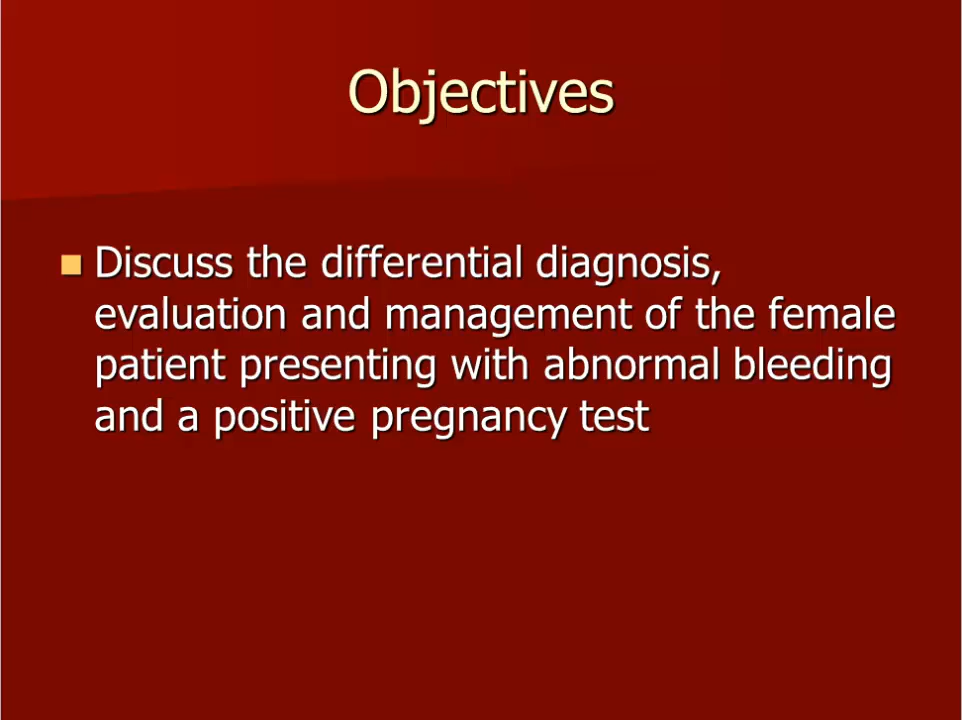 Objectives
Discuss the differential diagnosis,
evaluation and management of the female
patient presenting with abnormal bleeding
and a positive pregnancy test